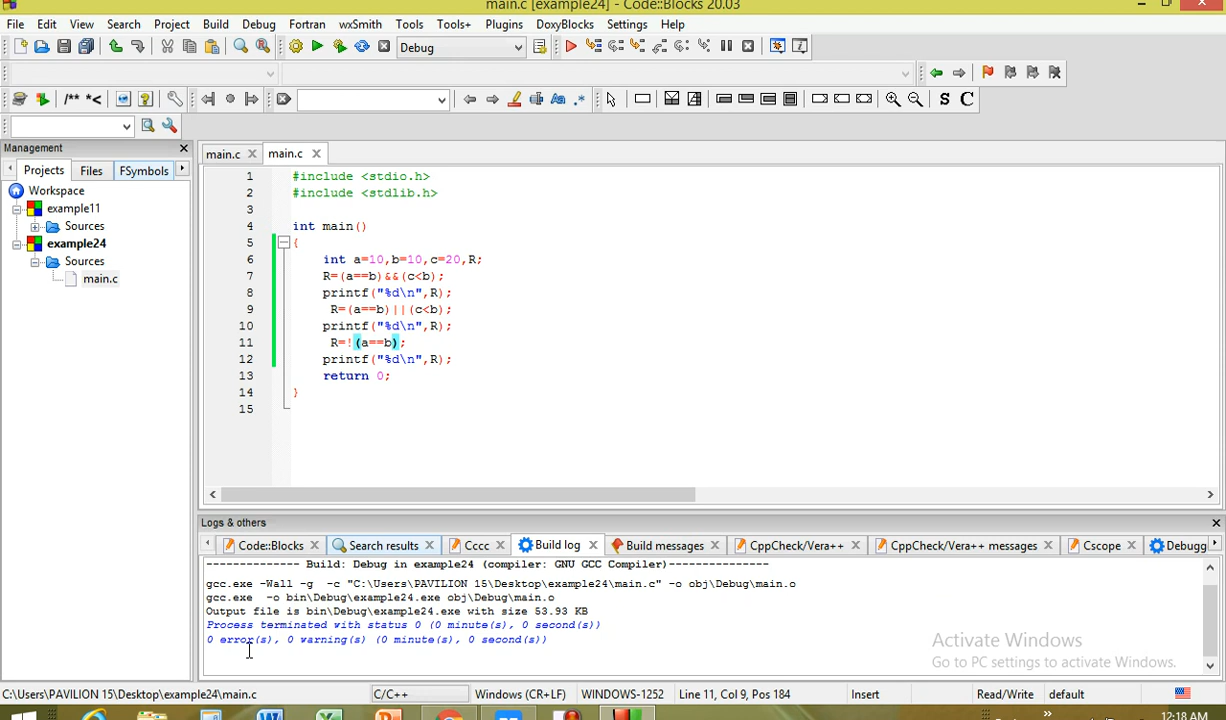 main.c [example24] - Code::Blocks 20.03
File Edit View Search Project Build Debug Fortran wxSmith Tools Tools+ Plugins DoxyBlocks Settings Help
Debug
/** *<
Aa .* S C
Management
Projects Files FSymbols
main.c main.c
Workspace
example11
Sources
example24
Sources
main.c
1 #include <stdio.h>
2 #include <stdlib.h>
3
4 int main()
5 {
6 int a=10,b=10,c=20,R;
7 R=(a==b)&&(c<b);
8 printf("%d\n",R);
9 R=(a==b)||(c<b);
10 printf("%d\n",R);
11 R=!(a==b);
12 printf("%d\n",R);
13 return 0;
14 }
15
Logs & others
Code::Blocks Search results Cccc Build log Build messages CppCheck/Vera++ CppCheck/Vera++ messages Cscope Debugg
-------------- Build: Debug in example24 (compiler: GNU GCC Compiler)---------------
gcc.exe -Wall -g -c "C:\Users\PAVILION 15\Desktop\example24\main.c" -o obj\Debug\main.o
gcc.exe -o bin\Debug\example24.exe obj\Debug\main.o
Output file is bin\Debug\example24.exe with size 53.93 KB
Process terminated with status 0 (0 minute(s), 0 second(s))
0 error(s), 0 warning(s) (0 minute(s), 0 second(s))
Activate Windows
Go to PC settings to activate Windows.
C:\Users\PAVILION 15\Desktop\example24\main.c C/C++ Windows (CR+LF) WINDOWS-1252 Line 11, Col 9, Pos 184 Insert Read/Write default
12:18 AM